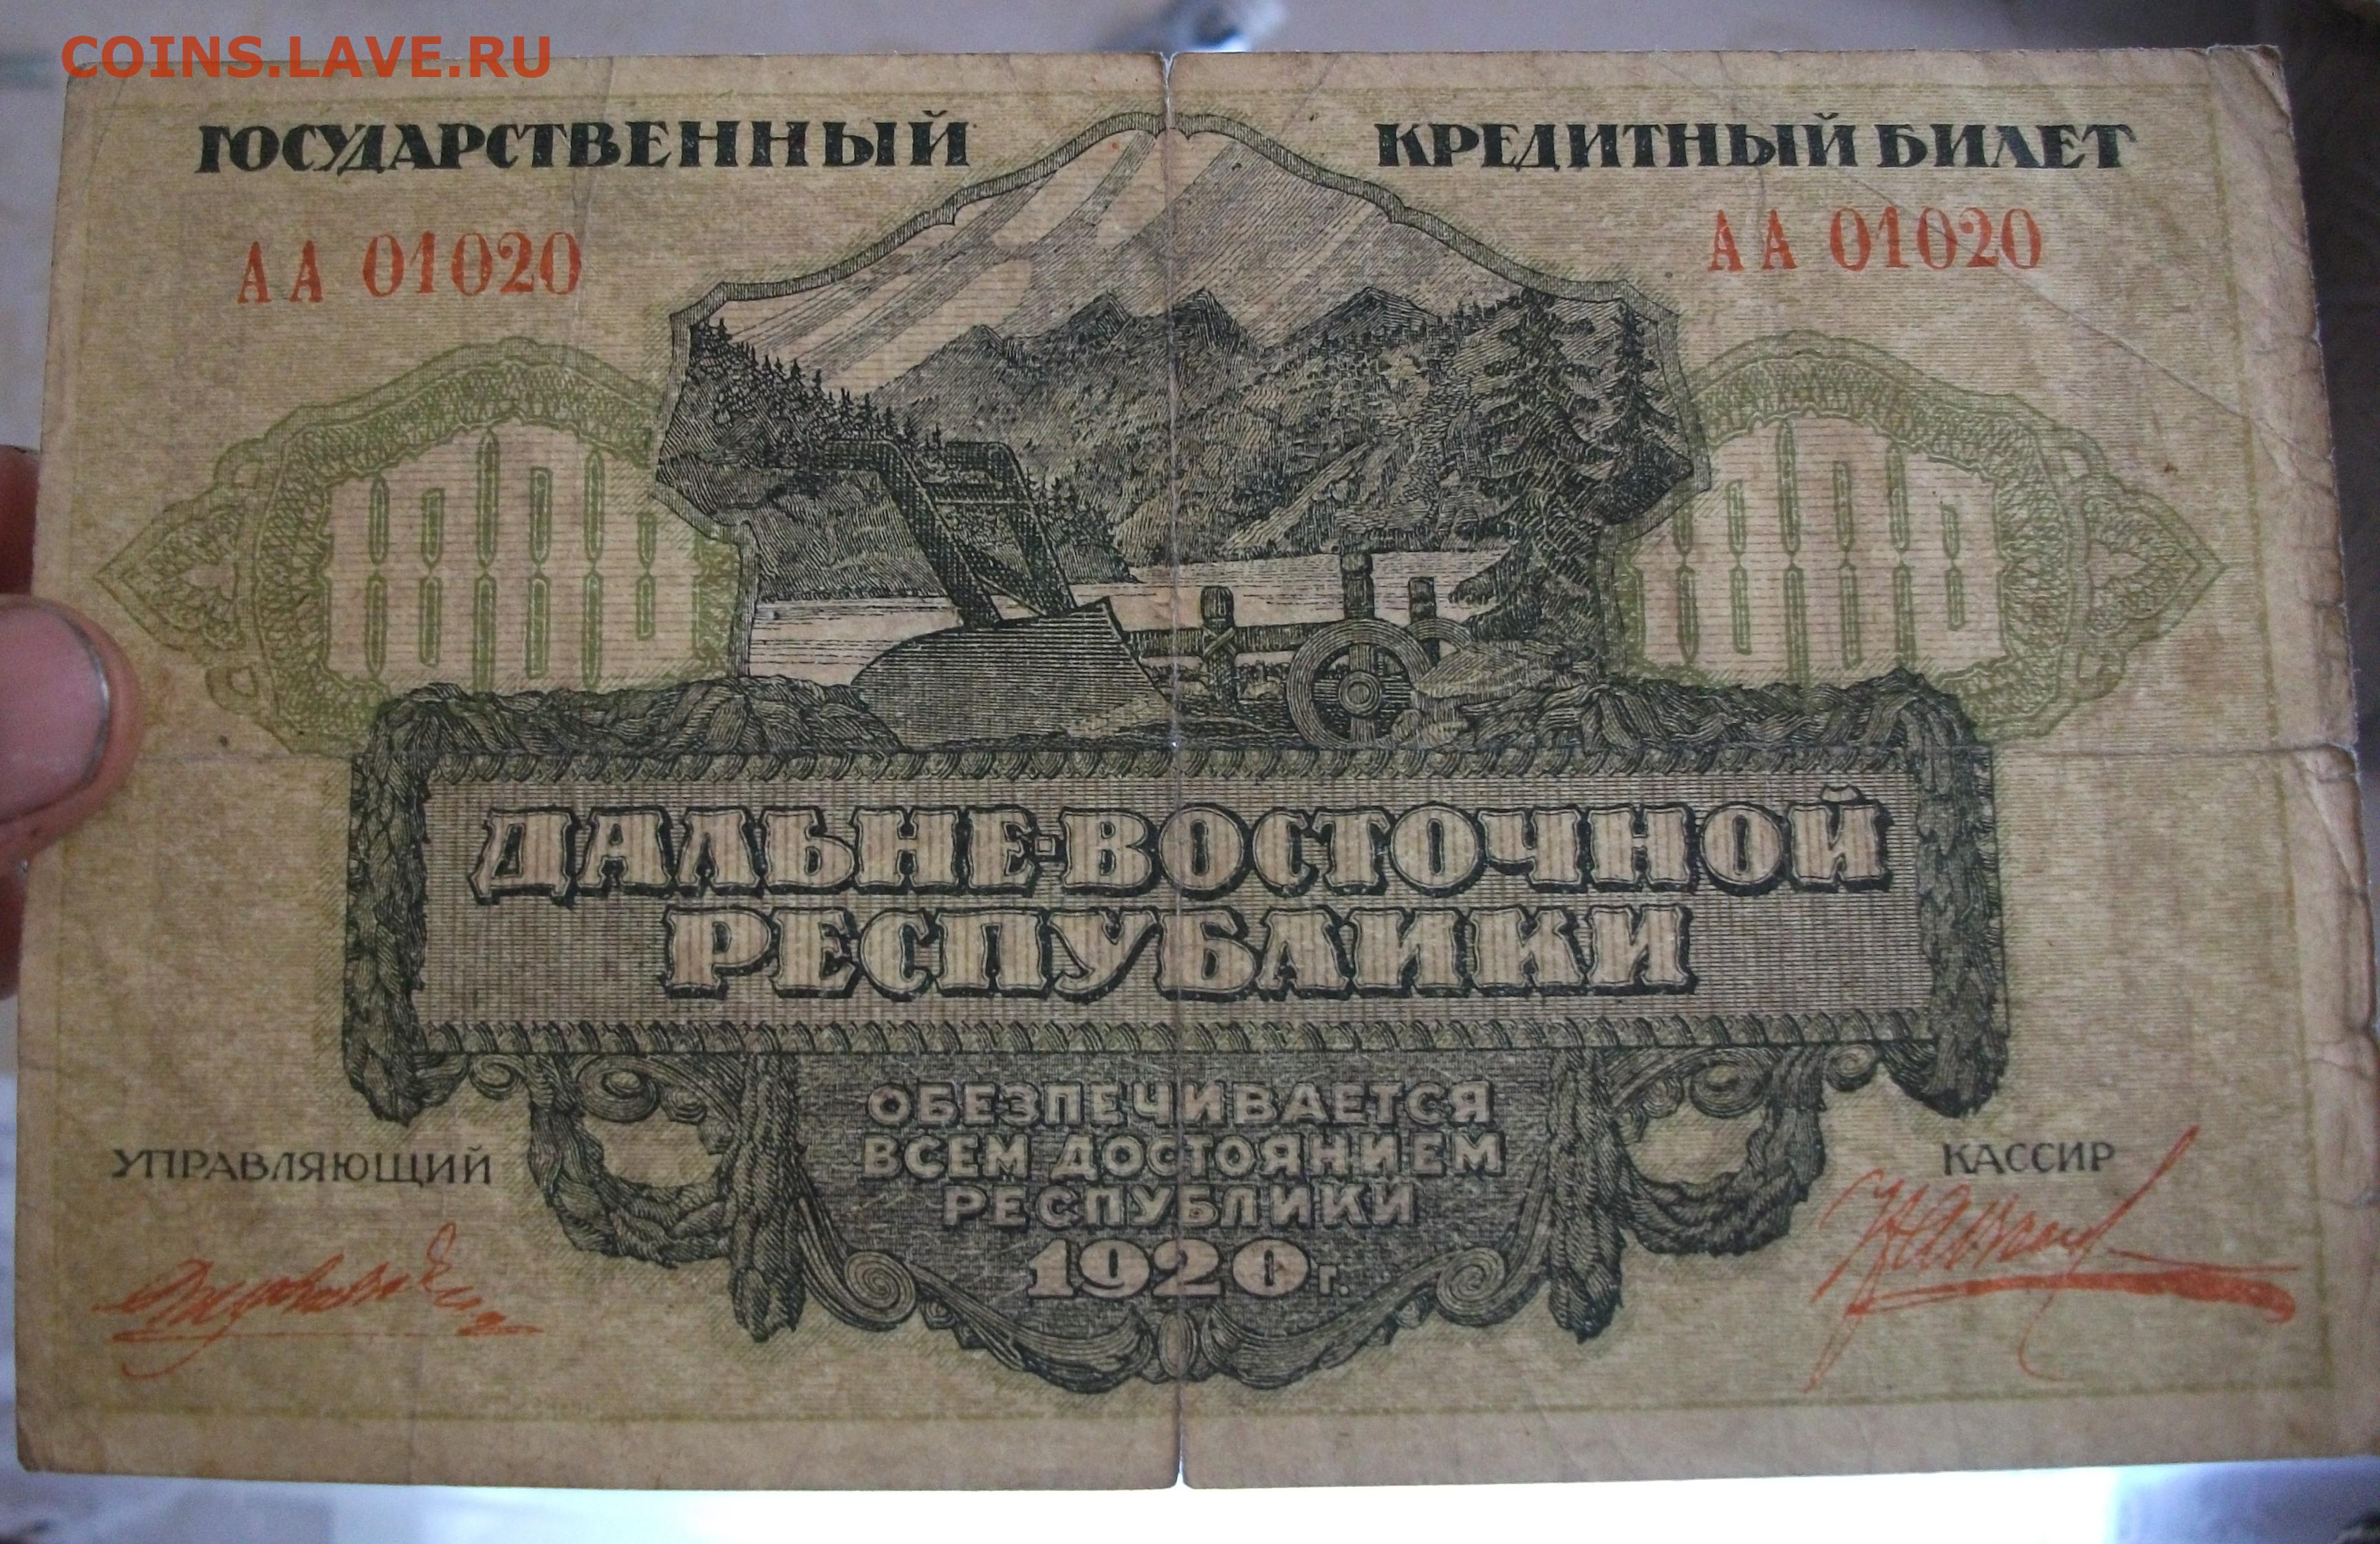 COINS.LAVE.RU
ГОСУДАРСТВЕННЫЙ КРЕДИТНЫЙ БИЛЕТ
АА 01020 АА 01020
ДАЛЬНЕ-ВОСТОЧНОЙ
РЕСПУБЛИКИ
ОБЕЗПЕЧИВАЕТСЯ
ВСЕМ ДОСТОЯНИЕМ
РЕСПУБЛИКИ
1920 г.
УПРАВЛЯЮЩИЙ КАССИР